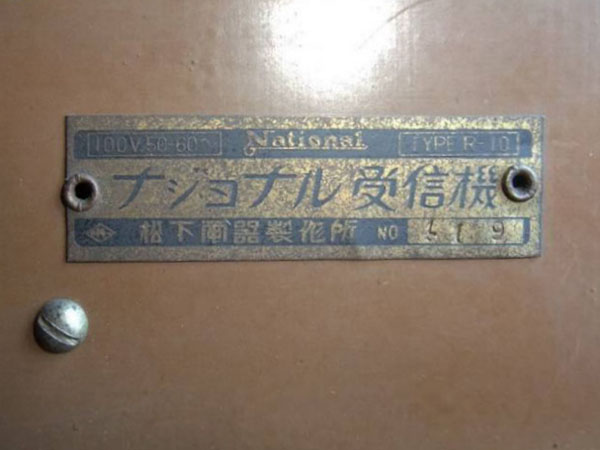 100V.50-60∿ National TYPE R-10
ナショナル受信機
松下電器製作所 NO 519